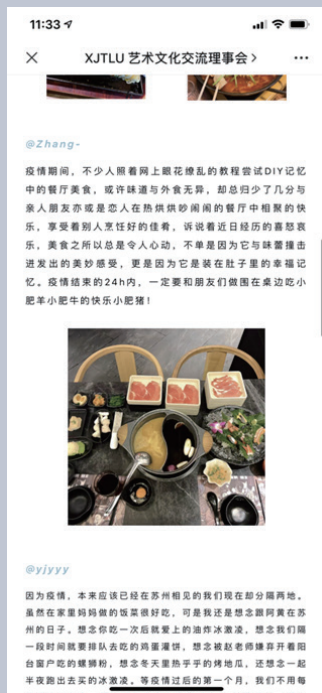 11:33
XJTLU 艺术文化交流理事会 >
@Zhang-
疫情期间，不少人照着网上眼花缭乱的教程尝试DIY记忆
中的餐厅美食，或许味道与外食无异，却总归少了几分与
亲人朋友亦或是恋人在热烘烘吵闹闹的餐厅中相聚的快
乐，享受着别人烹饪好的佳肴，诉说着近日经历的喜怒哀
乐，美食之所以总是令人心动，不单是因为它与味蕾撞击
迸发出的美妙感受，更是因为它是装在肚子里的幸福记
忆。疫情结束的24h内，一定要和朋友们做围在桌边吃小
肥羊小肥牛的快乐小肥猪！
@yjyyy
因为疫情，本来应该已经在苏州相见的我们现在却分隔两地。
虽然在家里妈妈做的饭菜很好吃，可是我还是想念跟阿黄在苏
州的日子。想念你吃一次后就爱上的油炸冰激凌，想念我们隔
一段时间就要排队去吃的鸡蛋灌饼，想念被赵老师嫌弃开着阳
台窗户吃的螺狮粉，想念冬天里热乎乎的烤地瓜，还想念一起
半夜跑出去买的冰激凌。等疫情过后的第一个月，我们不用每